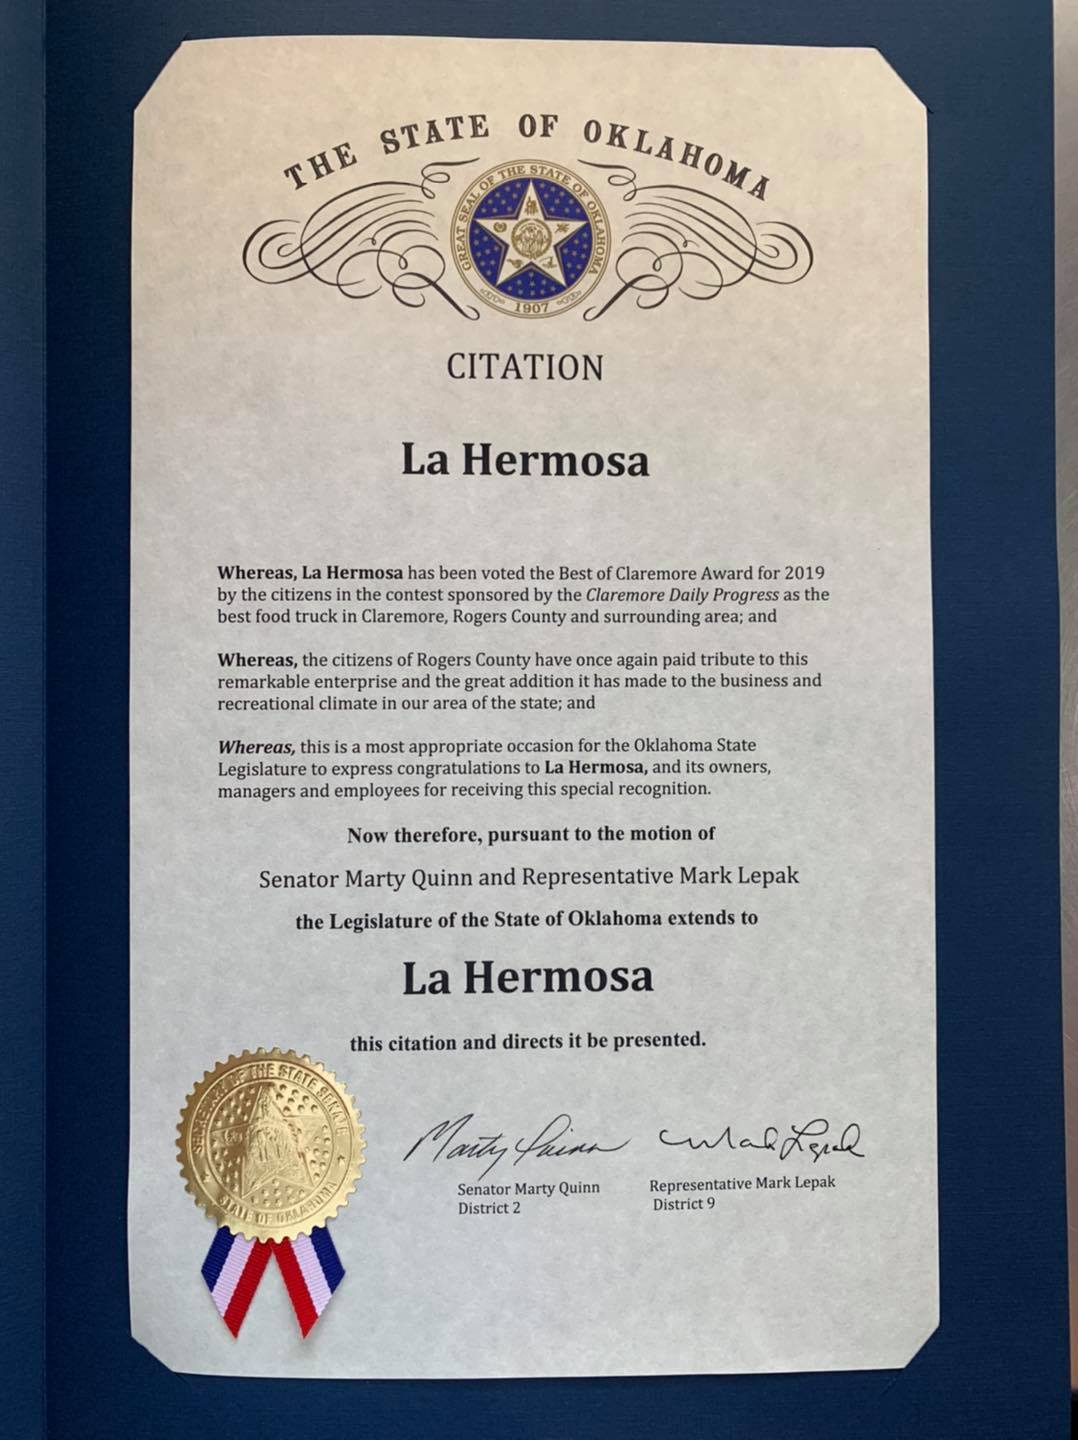 THE STATE OF OKLAHOMA
GREAT SEAL OF THE STATE OF OKLAHOMA
1907
CITATION
La Hermosa
Whereas, La Hermosa has been voted the Best of Claremore Award for 2019
by the citizens in the contest sponsored by the Claremore Daily Progress as the
best food truck in Claremore, Rogers County and surrounding area; and
Whereas, the citizens of Rogers County have once again paid tribute to this
remarkable enterprise and the great addition it has made to the business and
recreational climate in our area of the state; and
Whereas, this is a most appropriate occasion for the Oklahoma State
Legislature to express congratulations to La Hermosa, and its owners,
managers and employees for receiving this special recognition.
Now therefore, pursuant to the motion of
Senator Marty Quinn and Representative Mark Lepak
the Legislature of the State of Oklahoma extends to
La Hermosa
this citation and directs it be presented.
SECRETARY OF THE STATE SENATE
STATE OF OKLAHOMA
Marty Quinn Mark Lepak
Senator Marty Quinn Representative Mark Lepak
District 2 District 9